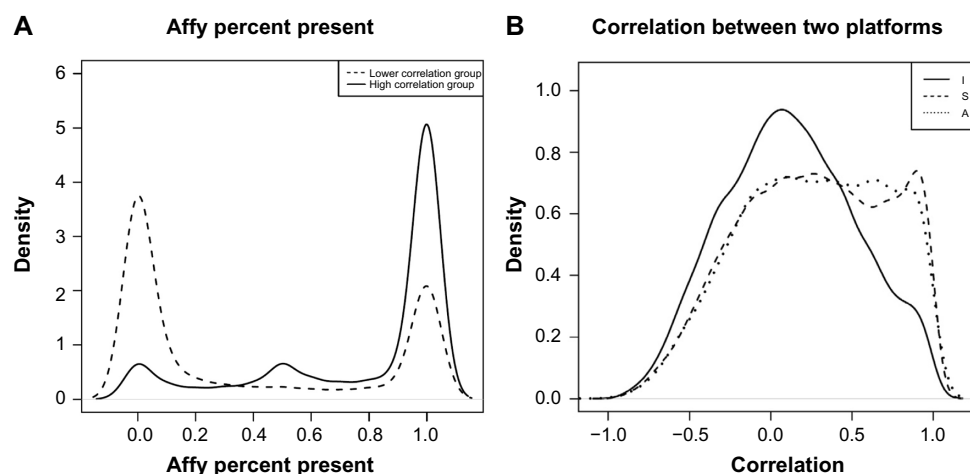 A
Affy percent present
Lower correlation group
High correlation group
Density
6
5
4
3
2
1
0
0.0 0.2 0.4 0.6 0.8 1.0
Affy percent present
B
Correlation between two platforms
I
S
A
Density
1.0
0.8
0.6
0.4
0.2
0.0
−1.0 −0.5 0.0 0.5 1.0
Correlation